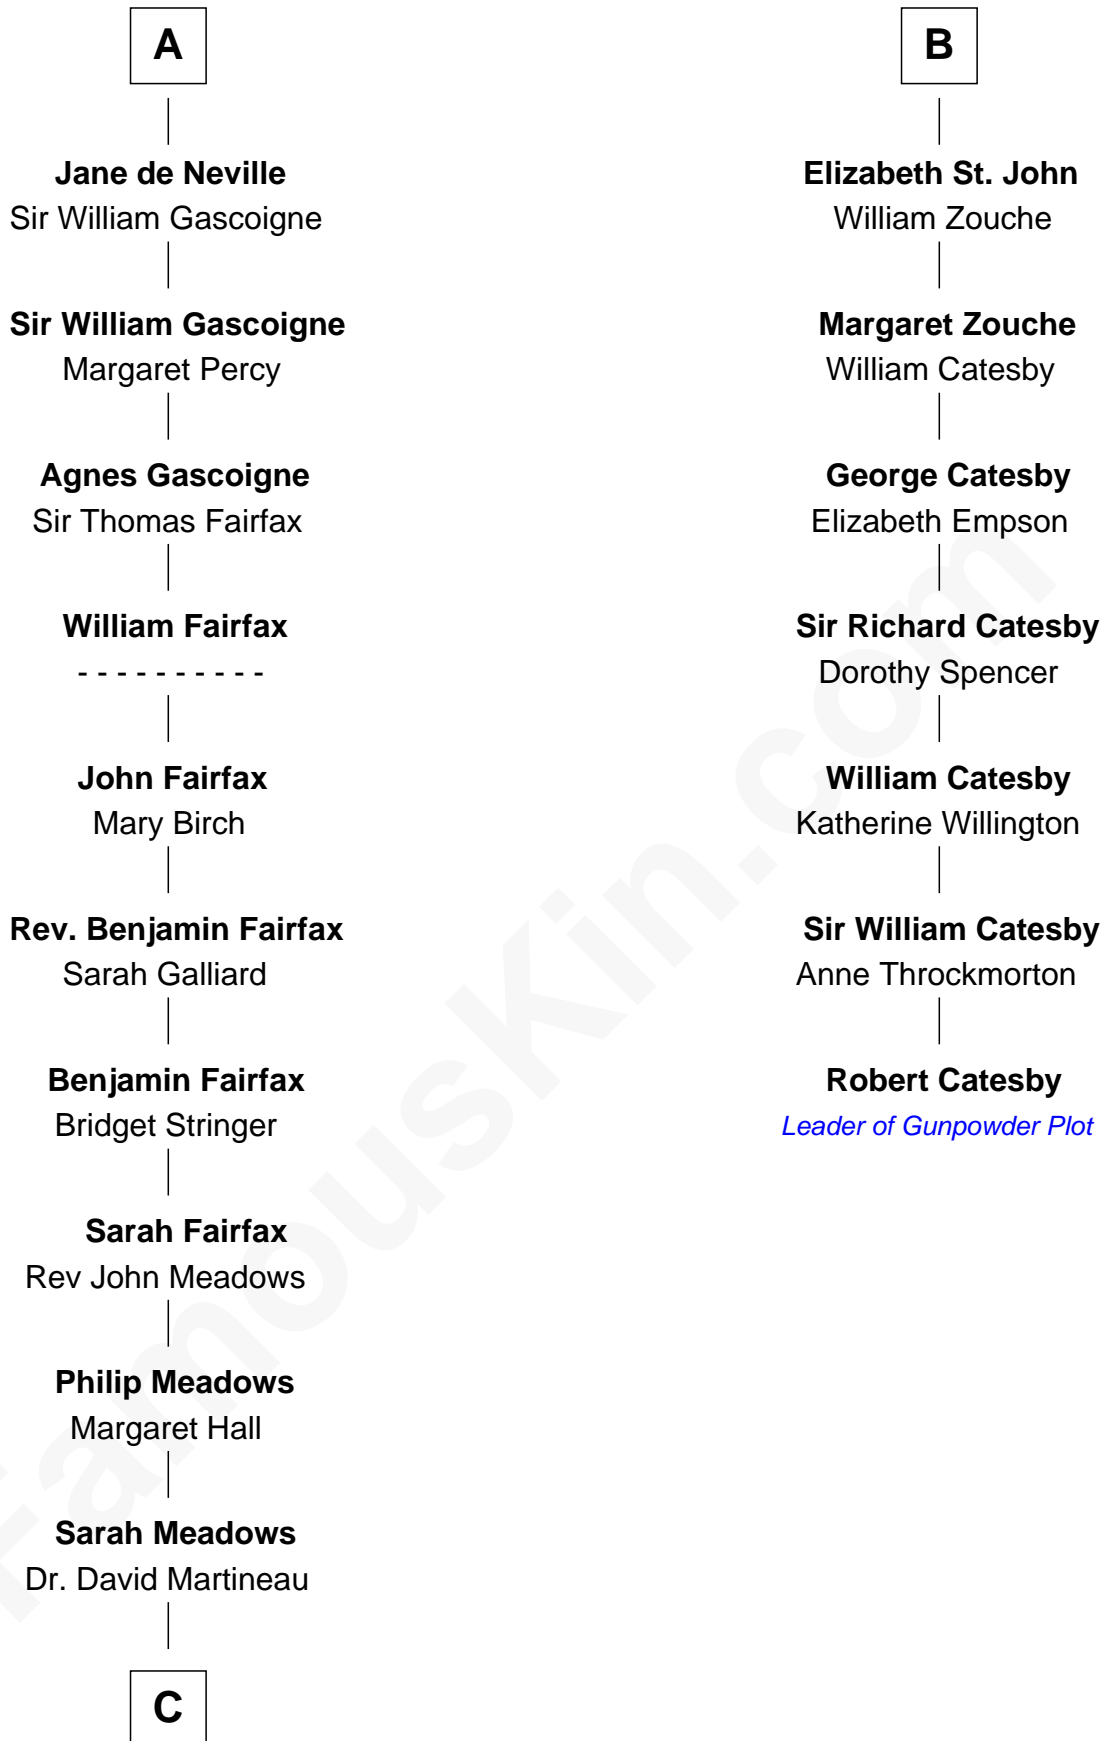 A
Jane de Neville
Sir William Gascoigne
Sir William Gascoigne
Margaret Percy
Agnes Gascoigne
Sir Thomas Fairfax
William Fairfax
- - - - - - - - - -
John Fairfax
Mary Birch
Rev. Benjamin Fairfax
Sarah Galliard
Benjamin Fairfax
Bridget Stringer
Sarah Fairfax
Rev John Meadows
Philip Meadows
Margaret Hall
Sarah Meadows
Dr. David Martineau
C
B
Elizabeth St. John
William Zouche
Margaret Zouche
William Catesby
George Catesby
Elizabeth Empson
Sir Richard Catesby
Dorothy Spencer
William Catesby
Katherine Willington
Sir William Catesby
Anne Throckmorton
Robert Catesby
Leader of Gunpowder Plot
FamousKin.com